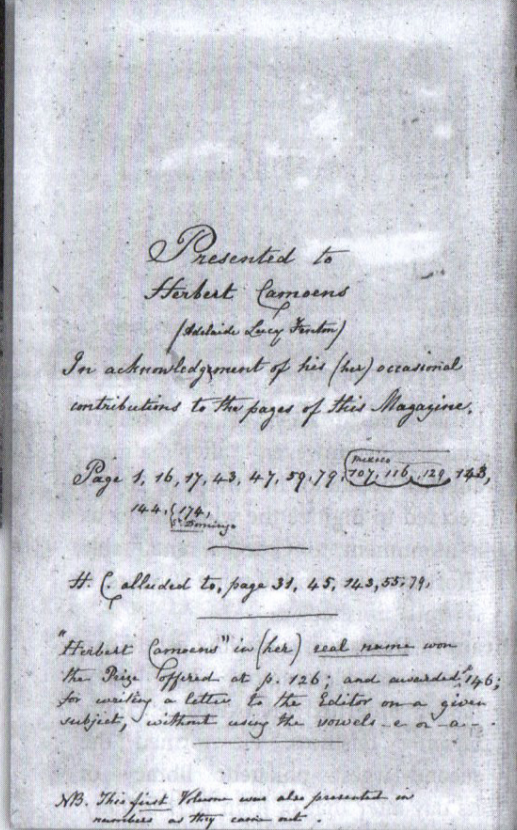 Presented to
Herbert Camoens
(Adelaide Lucy Fenton)
In acknowledgment of his (her) occasional
contributions to the pages of this Magazine.
Mexico
Page 1, 16, 17, 43, 47, 59, 79, 107, 116, 129, 143,
144, {174,
St Domingo
H. C alluded to, page 31, 45, 143, 55, 79,
"Herbert Camoens" in (her) real name won
the Prize offered at p. 126; and awarded p 146;
for writing a letter to the Editor on a given
subject, without using the vowels - e or - a - .
NB. This first Volume was also presented in
numbers as they came out.